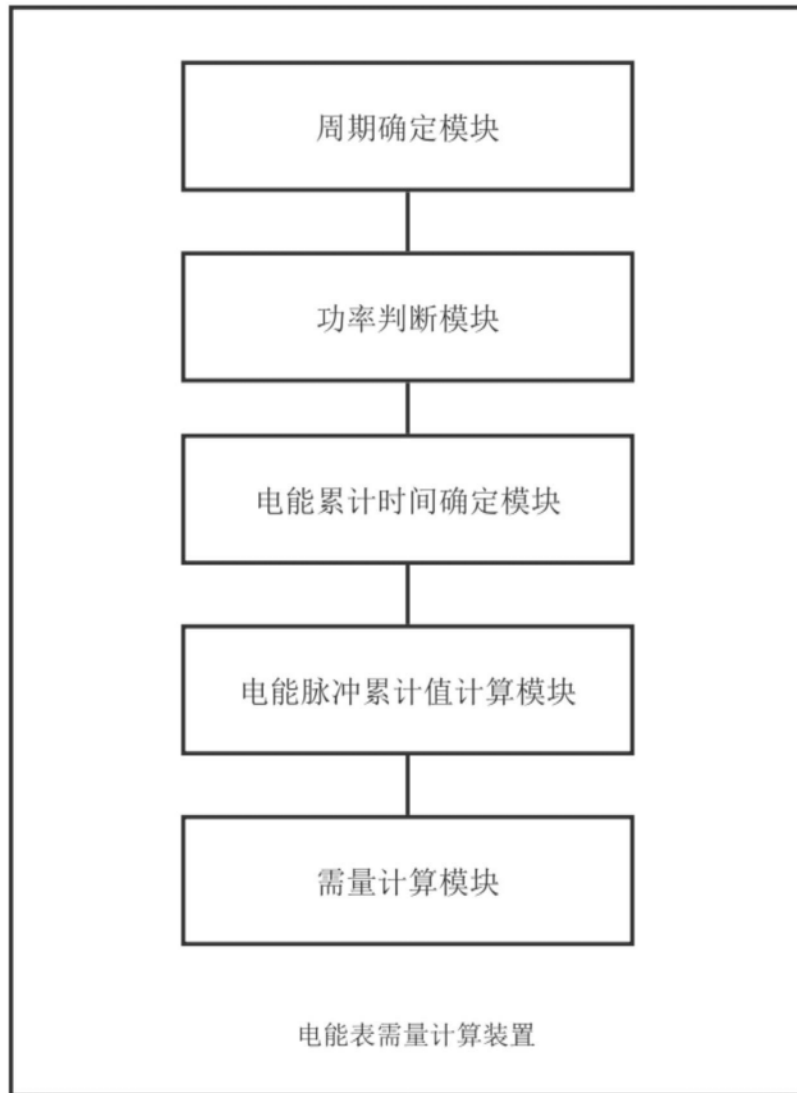 周期确定模块
功率判断模块
电能累计时间确定模块
电能脉冲累计值计算模块
需量计算模块
电能表需量计算装置